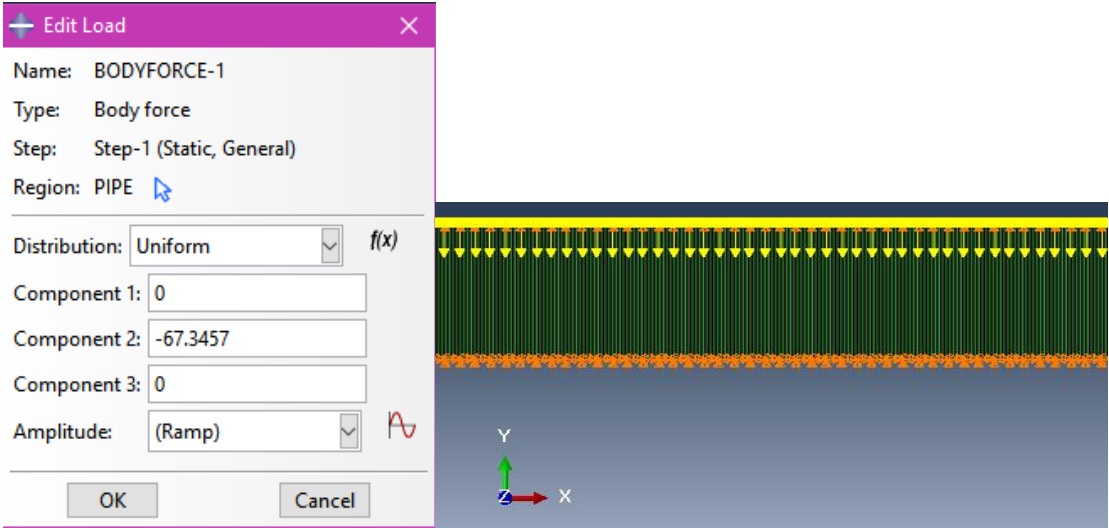 Edit Load
Name: BODYFORCE-1
Type: Body force
Step: Step-1 (Static, General)
Region: PIPE
Distribution: Uniform f(x)
Component 1: 0
Component 2: -67.3457
Component 3: 0
Amplitude: (Ramp)
OK Cancel
Y
Z X